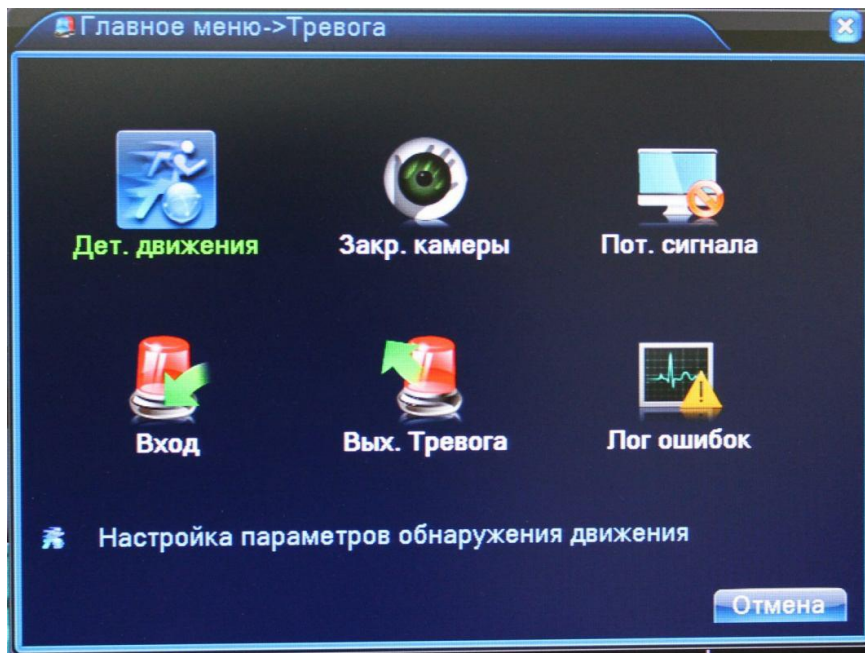 Главное меню->Тревога
Дет. движения
Закр. камеры
Пот. сигнала
Вход
Вых. Тревога
Лог ошибок
Настройка параметров обнаружения движения
Отмена